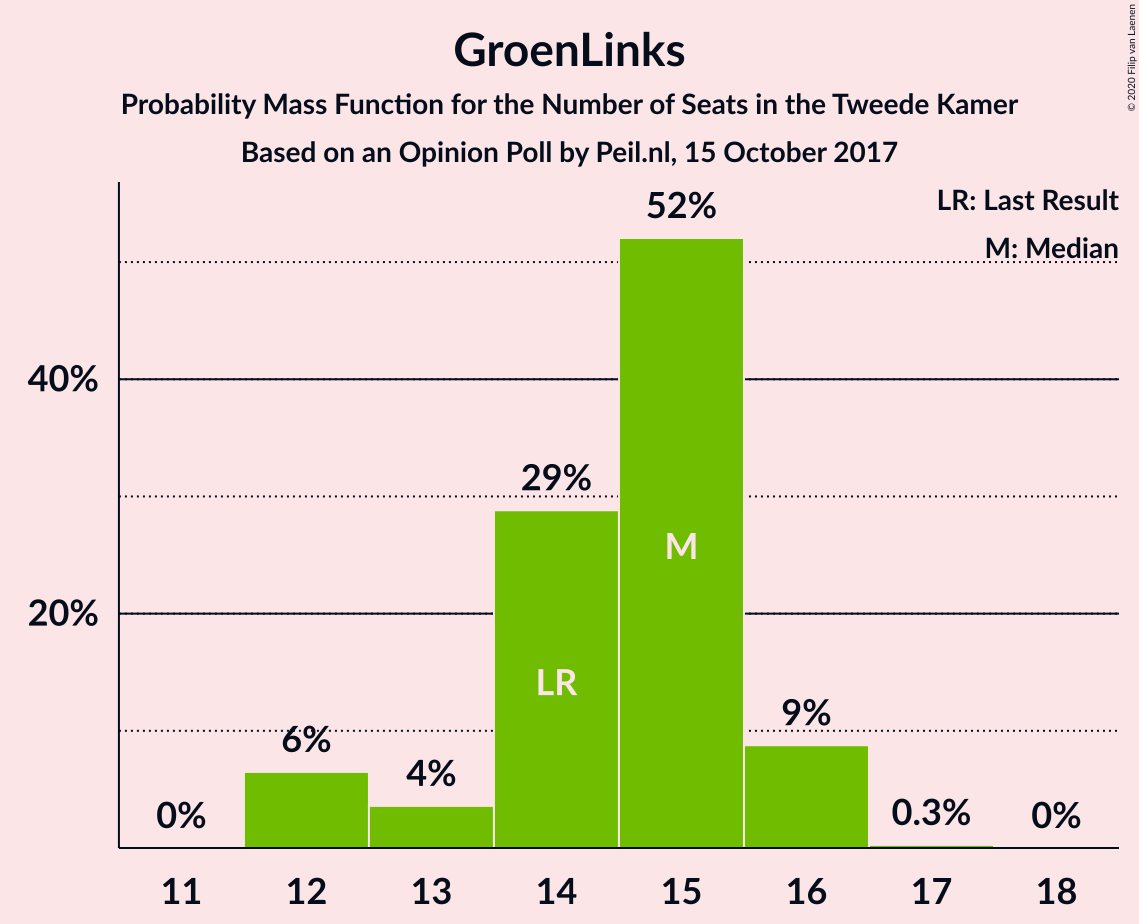 GroenLinks
Probability Mass Function for the Number of Seats in the Tweede Kamer
Based on an Opinion Poll by Peil.nl, 15 October 2017
© 2020 Filip van Laenen
LR: Last Result
M: Median
40%
20%
0%
6%
4%
29%
52%
9%
0.3%
0%
LR
M
11 12 13 14 15 16 17 18